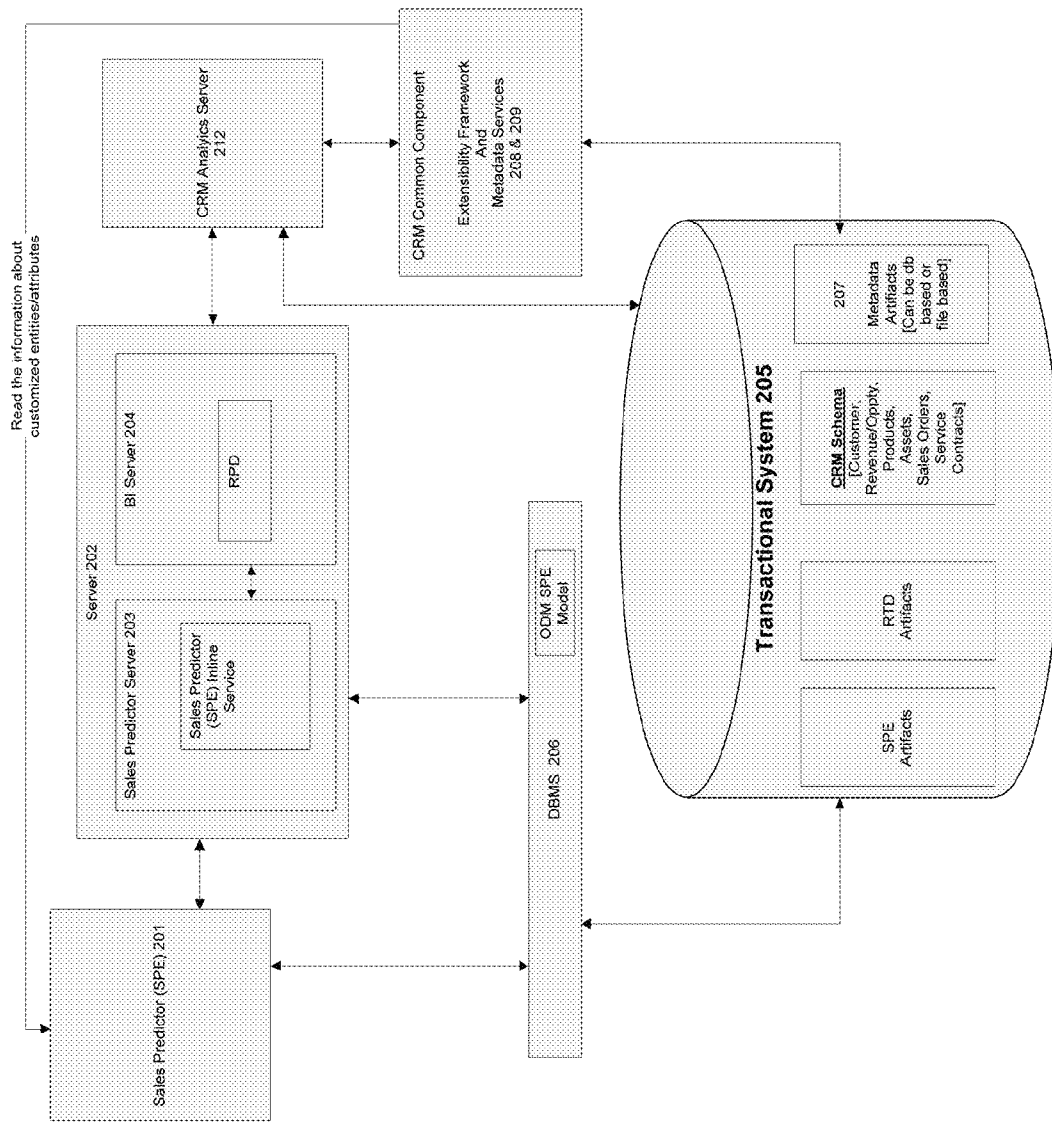 Read the information about
customized entities/attributes
Sales Predictor (SPE) 201
Server 202
Sales Predictor Server 203
Sales Predictor
(SPE) Inline
Service
BI Server 204
RPD
CRM Analyics Server
212
CRM Common Component
Extensibility Framework
And
Metadata Services
208 & 209
DBMS 206
ODM SPE
Model
Transactional System 205
SPE
Artifacts
RTD
Artifacts
CRM Schema
[Customer,
Revenue/Oppty,
Products,
Assets,
Sales Orders,
Service
Contracts]
207
Metadata
Artifiacts
[Can be db
based or
file based]